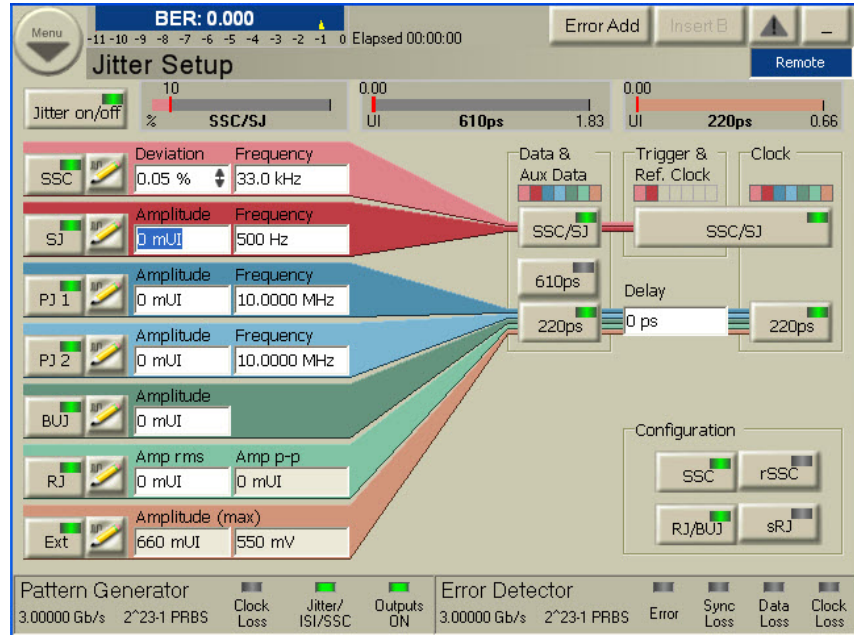 Menu
BER: 0.000
-11 -10 -9 -8 -7 -6 -5 -4 -3 -2 -1 0 Elapsed 00:00:00
Error Add
Insert B
Jitter Setup
Remote
Jitter on/off
10
% SSC/SJ
0.00
UI 610ps 1.83
0.00
UI 220ps 0.66
SSC
Deviation Frequency
0.05 % 33.0 kHz
SJ
Amplitude Frequency
0 mUI 500 Hz
PJ 1
Amplitude Frequency
0 mUI 10.0000 MHz
PJ 2
Amplitude Frequency
0 mUI 10.0000 MHz
BUJ
Amplitude
0 mUI
RJ
Amp rms Amp p-p
0 mUI 0 mUI
Ext
Amplitude (max)
660 mUI 550 mV
Data &
Aux Data
Trigger &
Ref. Clock
Clock
SSC/SJ
SSC/SJ
610ps
Delay
220ps
0 ps
220ps
Configuration
SSC rSSC
RJ/BUJ sRJ
Pattern Generator
3.00000 Gb/s 2^23-1 PRBS
Clock
Loss
Jitter/
ISI/SSC
Outputs
ON
Error Detector
3.00000 Gb/s 2^23-1 PRBS
Error
Sync
Loss
Data
Loss
Clock
Loss